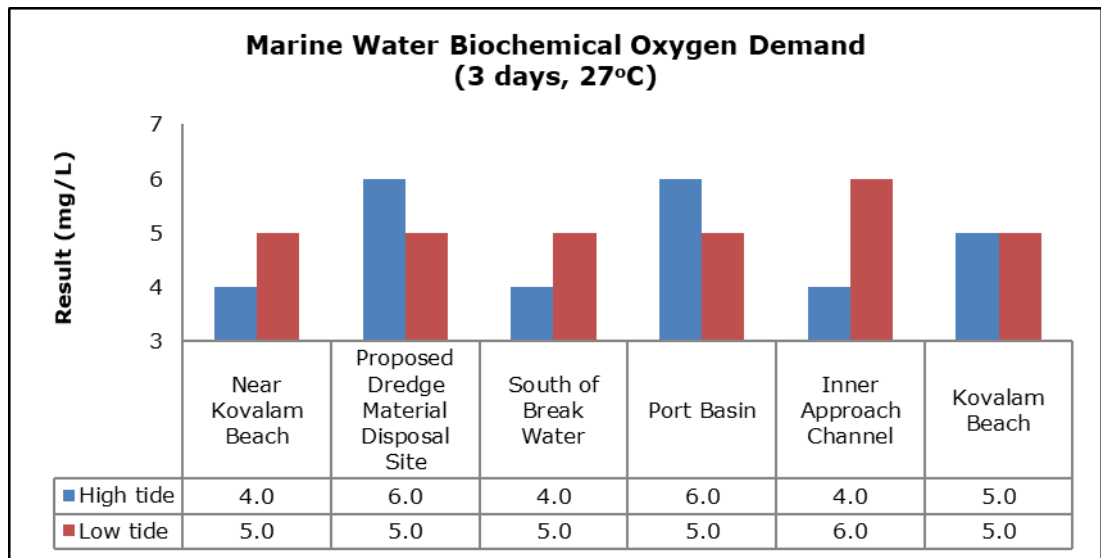 Marine Water Biochemical Oxygen Demand
(3 days, 27ºC)
Result (mg/L)
7
6
5
4
3
Near
Kovalam
Beach
Proposed
Dredge
Material
Disposal
Site
South of
Break
Water
Port Basin
Inner
Approach
Channel
Kovalam
Beach
High tide 4.0 6.0 4.0 6.0 4.0 5.0
Low tide 5.0 5.0 5.0 5.0 6.0 5.0